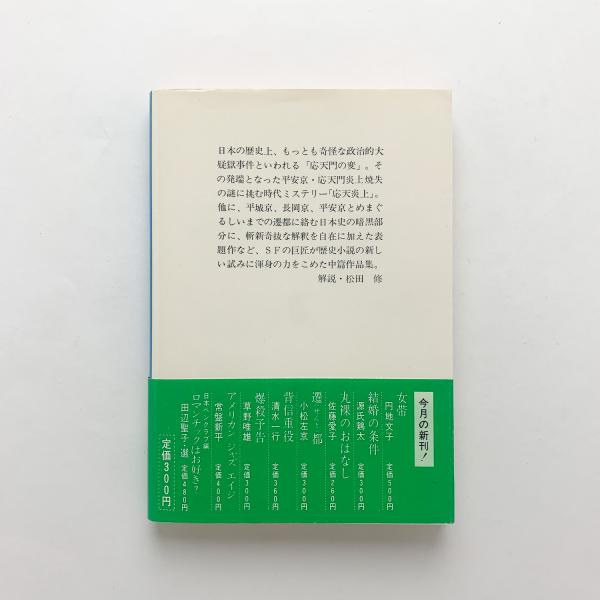 日本の歴史上、もっとも奇怪な政治的大
疑獄事件といわれる「応天門の変」。そ
の発端となった平安京・応天門炎上焼失
の謎に挑む時代ミステリー「応天炎上」。
他に、平城京、長岡京、平安京とめまぐ
るしいまでの遷都に絡む日本史の暗黒部
分に、斬新奇抜な解釈を自在に加えた表
題作など、SFの巨匠が歴史小説の新し
い試みに渾身の力をこめた中篇作品集。
解説・松田 修
今月の新刊!
女帯
円地文子 定価500円
結婚の条件
源氏鶏太 定価300円
丸裸のおはなし
佐藤愛子 定価260円
遷都
小松左京 定価300円
背信重役
清水一行 定価360円
爆殺予告
草野唯雄 定価300円
アメリカン ジャズ エイジ
常盤新平 定価400円
日本ペンクラブ編
ロマンチックはお好き?
田辺聖子・選 定価480円
定価300円